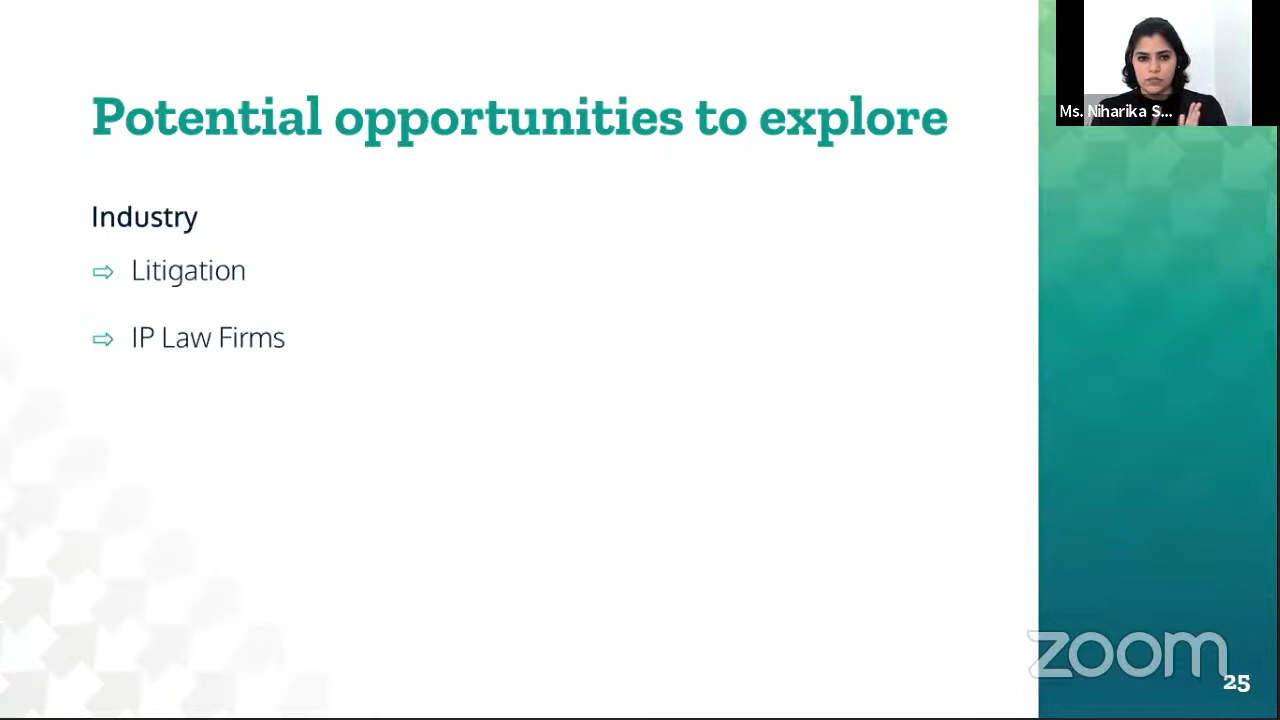 Potential opportunities to explore
Ms. Niharika S...
Industry
⇨ Litigation
⇨ IP Law Firms
zoom
25